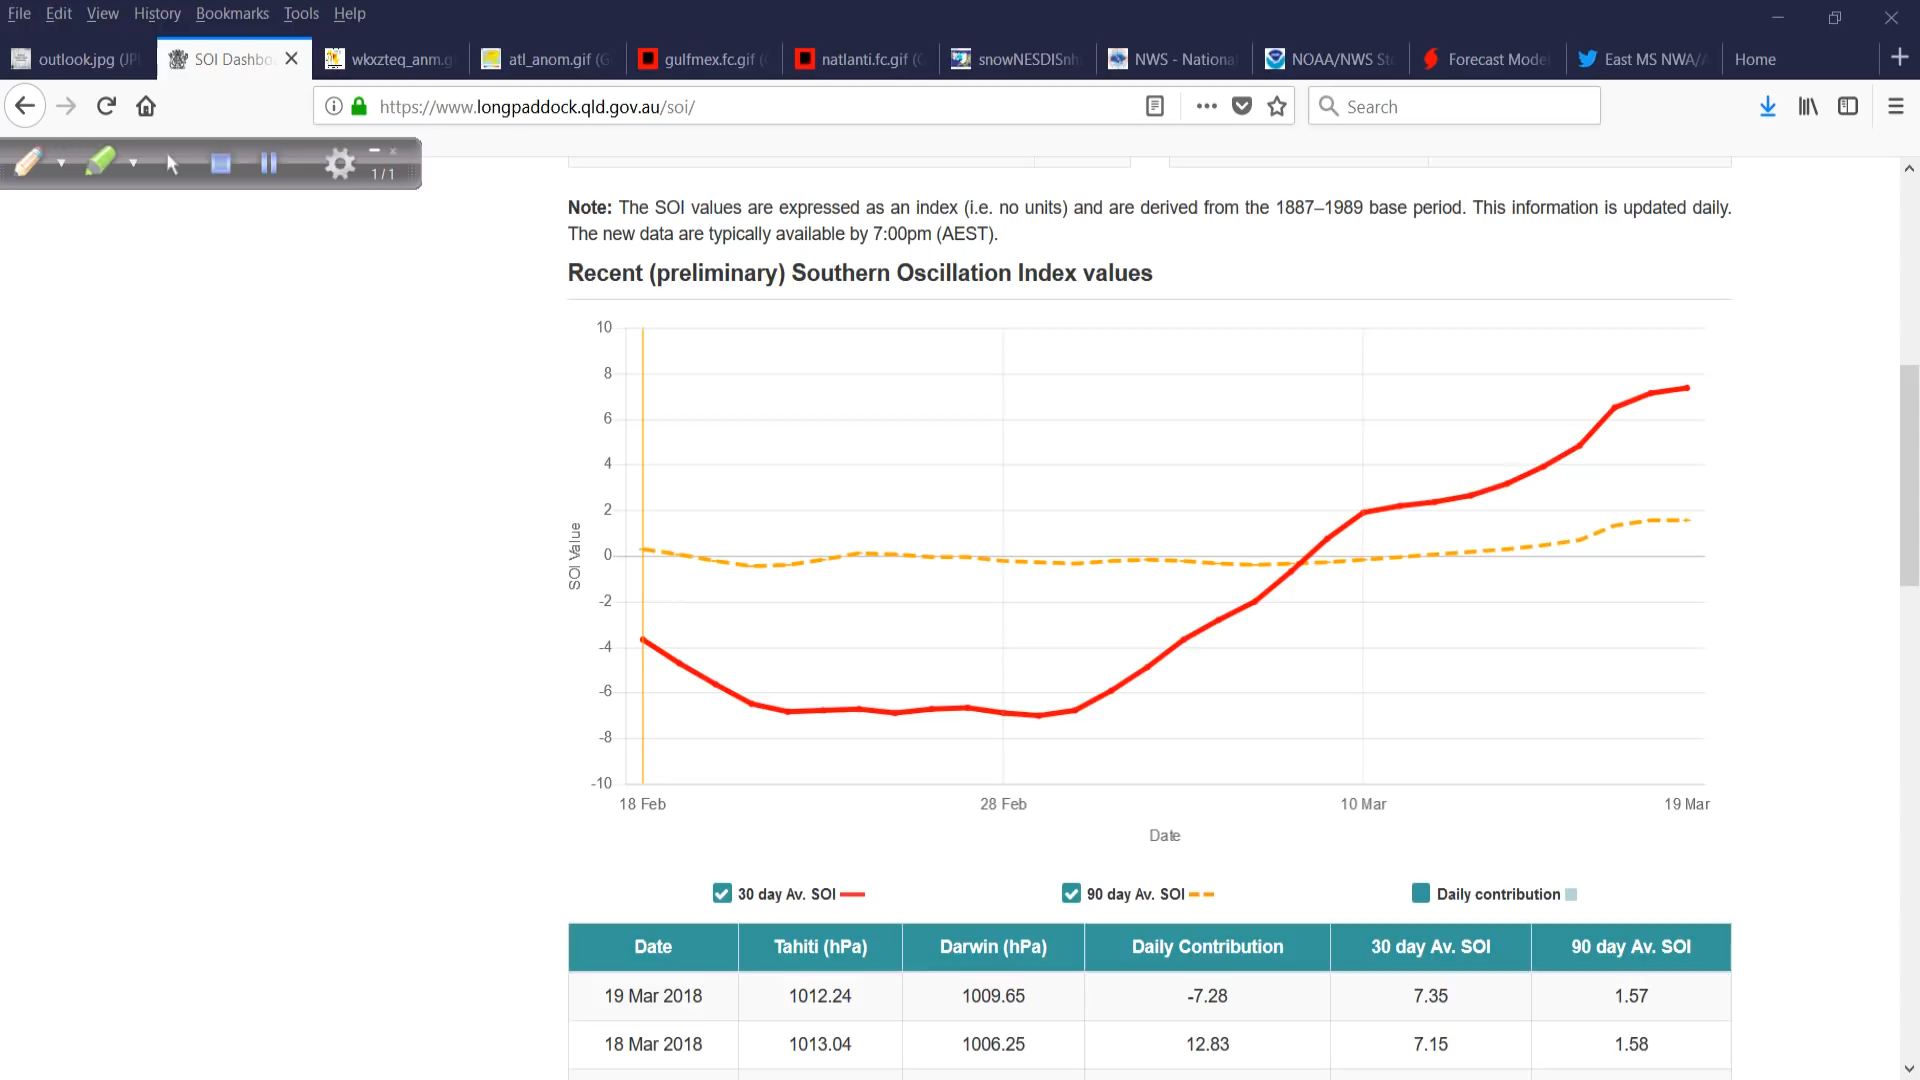 File Edit View History Bookmarks Tools Help
outlook.jpg (JP SOI Dashbo wkxzteq_anm.g atl_anom.gif (G gulfmex.fc.gif ( natlanti.fc.gif (G snowNESDISnh NWS - Nationa NOAA/NWS Sto Forecast Mode East MS NWA/A Home
https://www.longpaddock.qld.gov.au/soi/ Search
1/1
Note: The SOI values are expressed as an index (i.e. no units) and are derived from the 1887–1989 base period. This information is updated daily.
The new data are typically available by 7:00pm (AEST).
Recent (preliminary) Southern Oscillation Index values
10
8
6
4
2
0
-2
-4
-6
-8
-10
SOI Value
18 Feb 28 Feb 10 Mar 19 Mar
Date
30 day Av. SOI 90 day Av. SOI Daily contribution
Date Tahiti (hPa) Darwin (hPa) Daily Contribution 30 day Av. SOI 90 day Av. SOI
19 Mar 2018 1012.24 1009.65 -7.28 7.35 1.57
18 Mar 2018 1013.04 1006.25 12.83 7.15 1.58